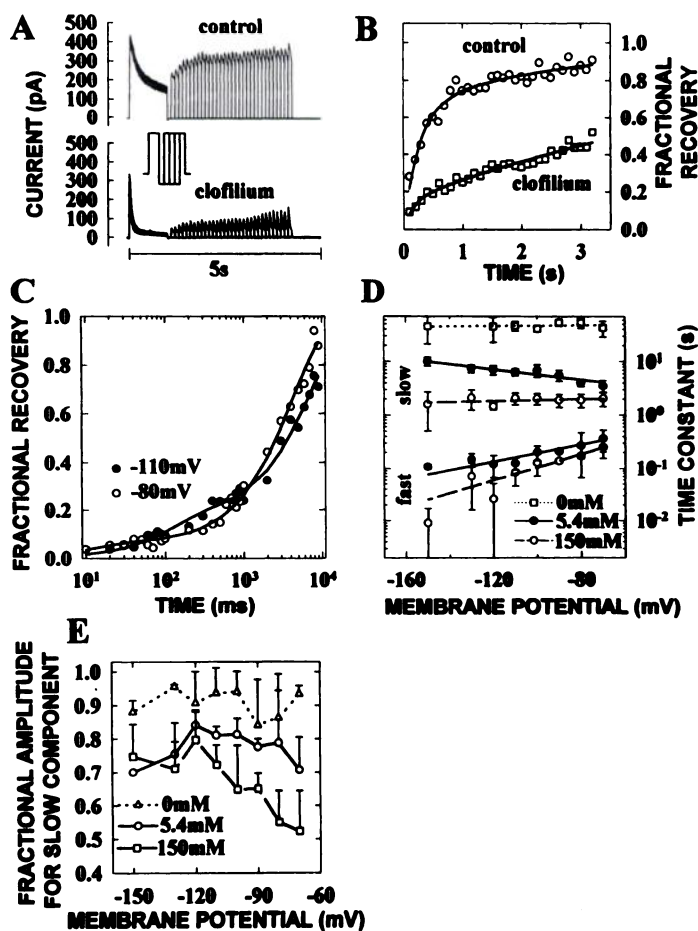 A
500
400
300
200
100
0
control
CURRENT (pA)
500
400
300
200
100
0
clofilium
5s
B
control
clofilium
1.0
0.8
0.6
0.4
0.2
0.0
FRACTIONAL RECOVERY
0 1 2 3
TIME (s)
C
FRACTIONAL RECOVERY
1.0
0.8
0.6
0.4
0.2
0.0
-110mV
-80mV
10¹ 10² 10³ 10⁴
TIME (ms)
D
slow
fast
10¹
10⁰
10⁻¹
10⁻²
TIME CONSTANT (s)
0mM
5.4mM
150mM
-160 -120 -80
MEMBRANE POTENTIAL (mV)
E
FRACTIONAL AMPLITUDE
FOR SLOW COMPONENT
1.0
0.9
0.8
0.7
0.6
0.5
0.4
0mM
5.4mM
150mM
-150 -120 -90 -60
MEMBRANE POTENTIAL (mV)